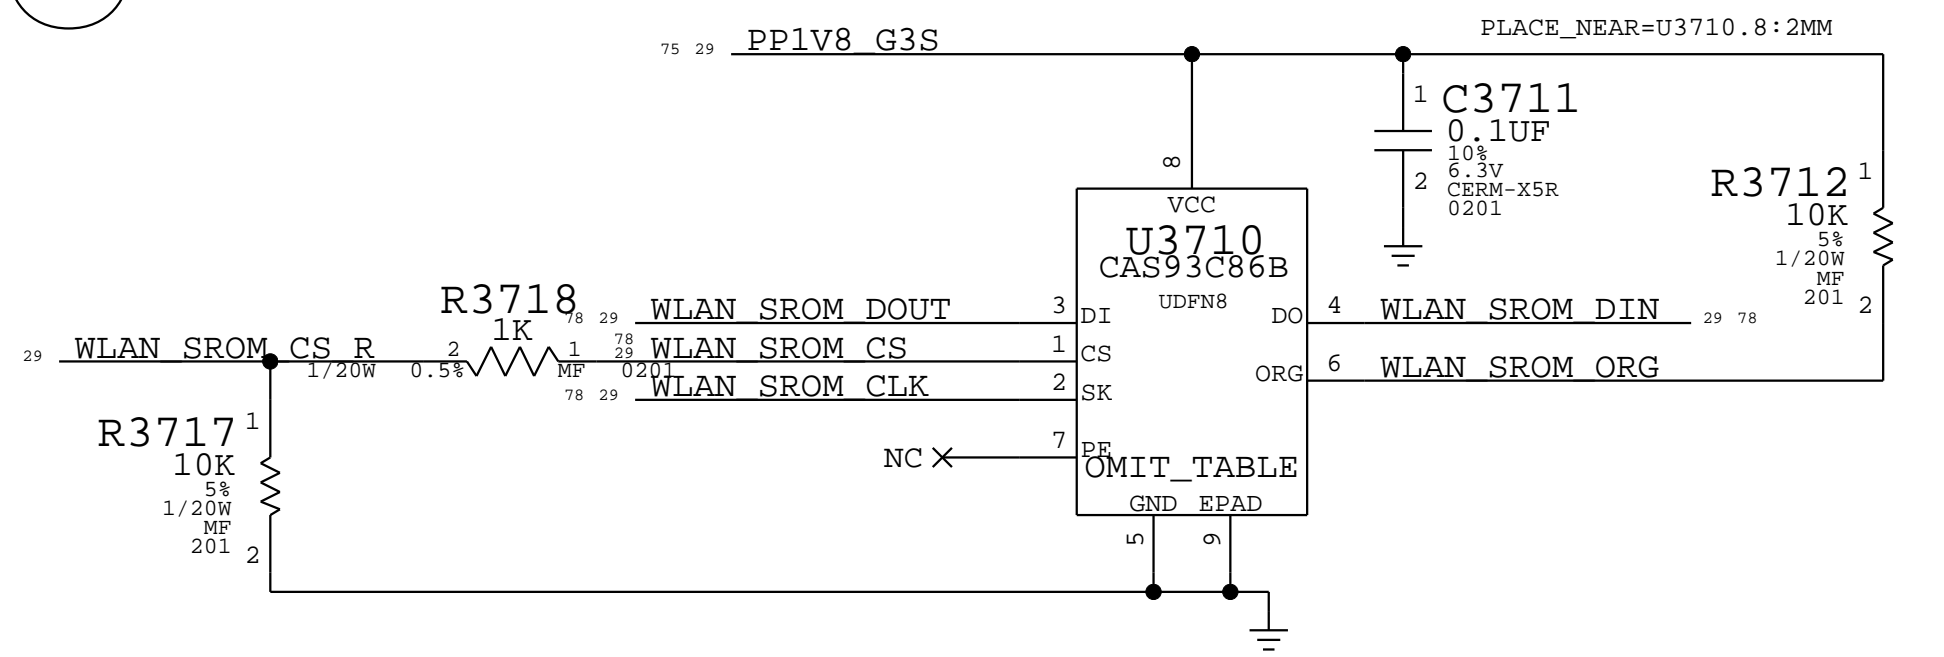 PLACE_NEAR=U3710.8:2MM
75 29 PP1V8_G3S
1 C3711
0.1UF
10%
6.3V
2 CERM-X5R
0201
R3712 1
10K
5%
1/20W
MF
201 2
8
VCC
U3710
CAS93C86B
UDFN8
R3718
1K
78 29 WLAN_SROM_DOUT 3 DI
DO 4 WLAN_SROM_DIN 29 78
29 WLAN_SROM_CS_R 2 1 78 29 WLAN_SROM_CS 1 CS
1/20W 0.5% MF 0201
ORG 6 WLAN_SROM_ORG
78 29 WLAN_SROM_CLK 2 SK
R3717 1
10K
5%
1/20W
MF
201 2
NC 7 PE
OMIT_TABLE
GND EPAD
5 9